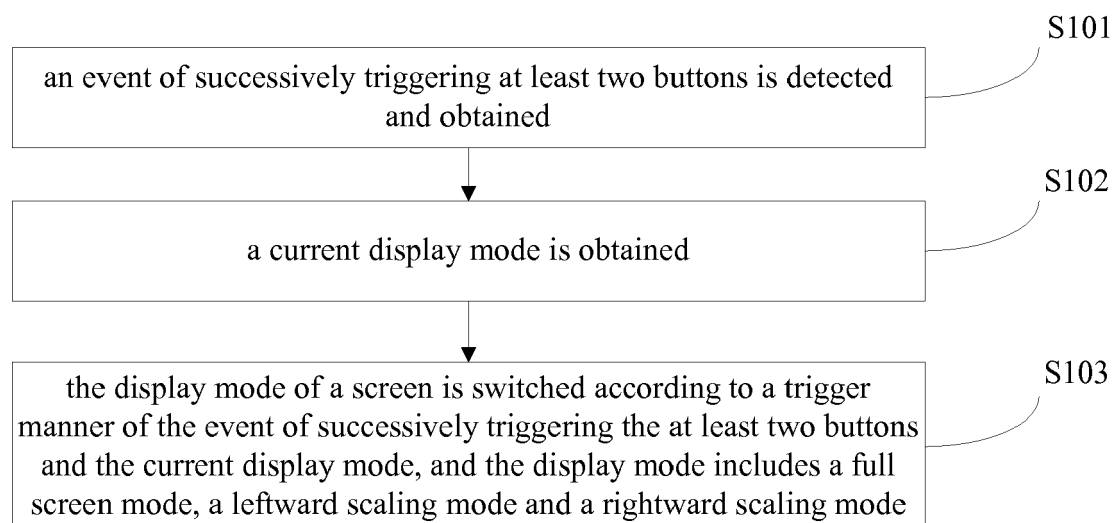 S101
an event of successively triggering at least two buttons is detected
and obtained
S102
a current display mode is obtained
S103
the display mode of a screen is switched according to a trigger
manner of the event of successively triggering the at least two buttons
and the current display mode, and the display mode includes a full
screen mode, a leftward scaling mode and a rightward scaling mode